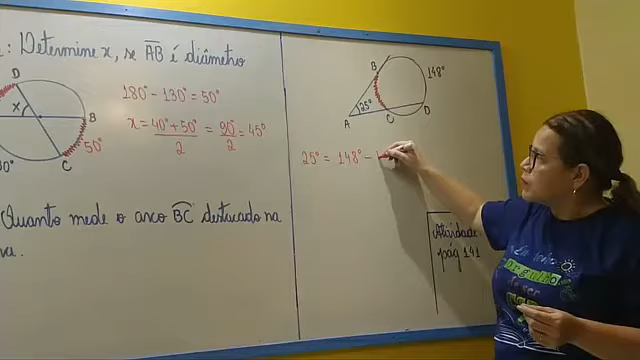 : Determine x, se AB é diâmetro
D
x
B
50°
C
0°
180° - 130° = 50°
x = 40° + 50° = 90° = 45°
2 2
Quanto mede o arco BC destacado na
B
148°
25°
A
C
D
25° = 148° -
Atividade
pág 141